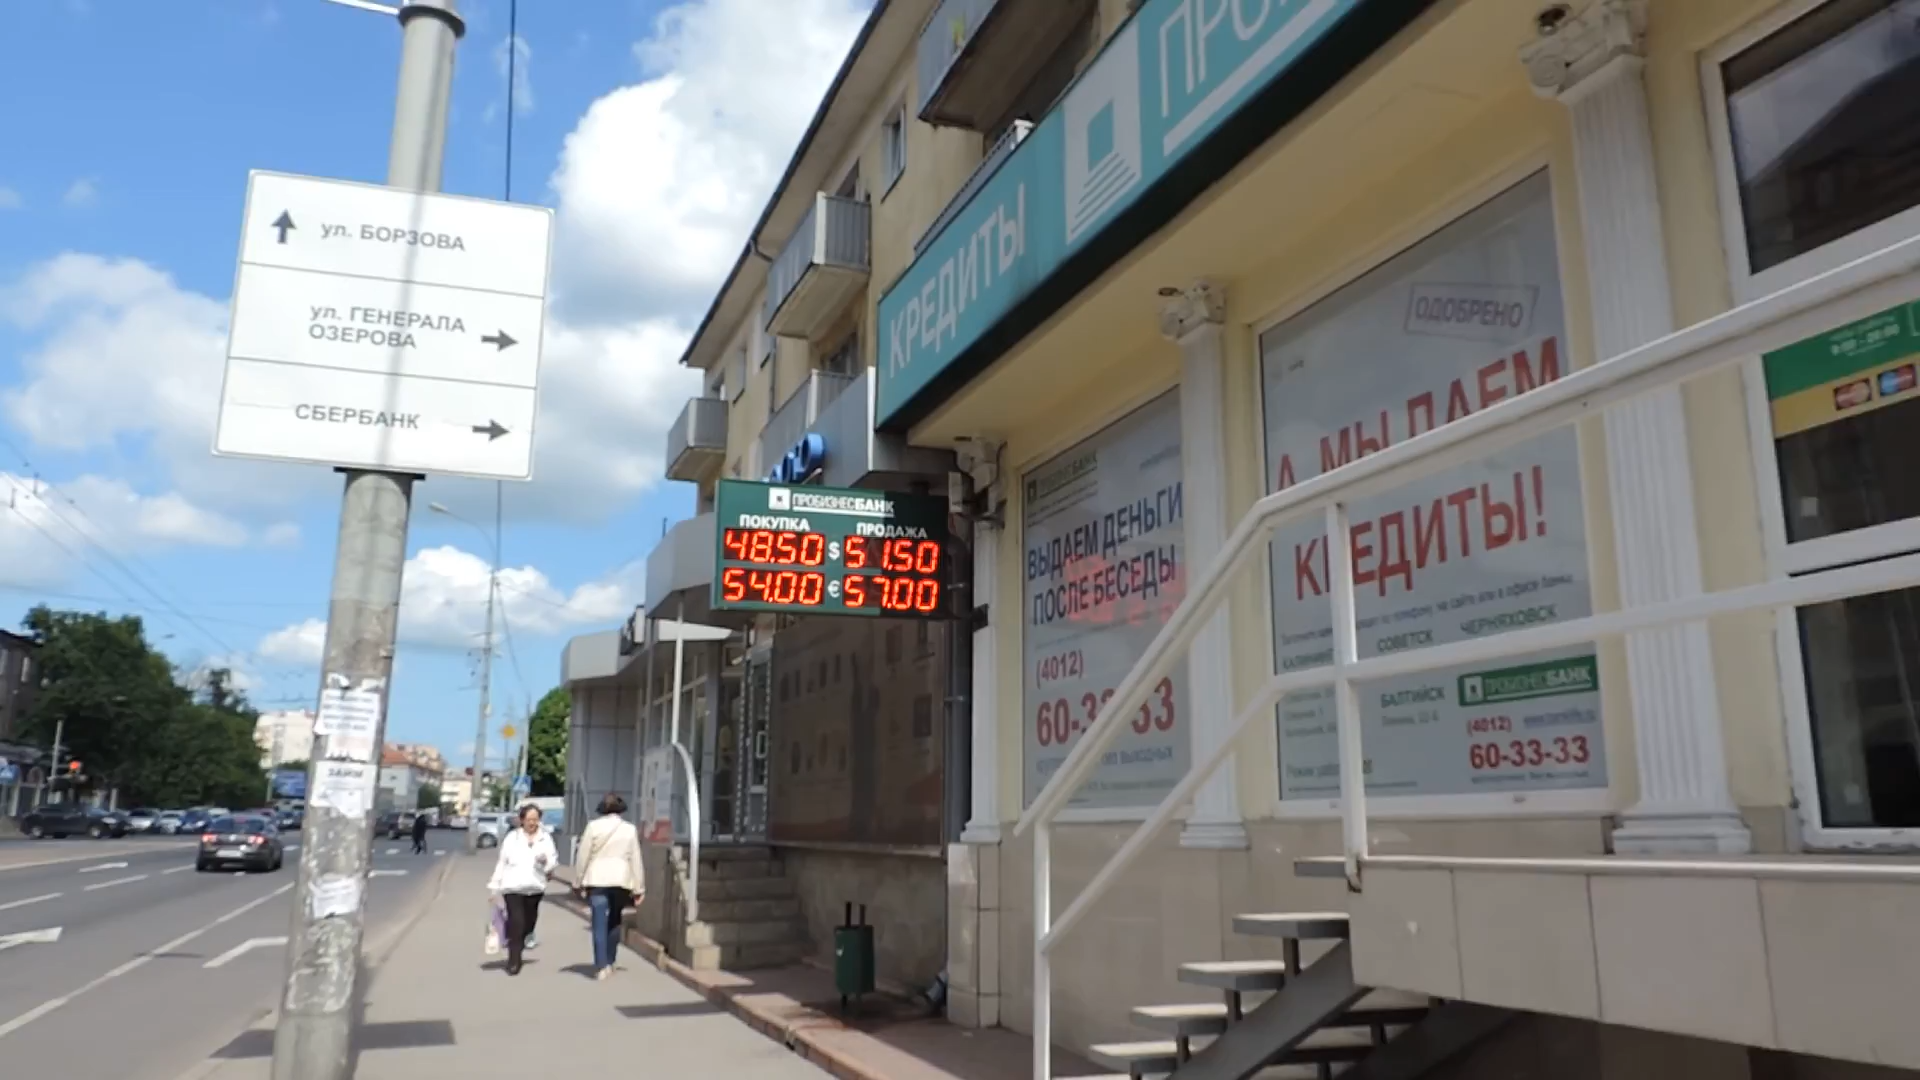 ул. БОРЗОВА
ул. ГЕНЕРАЛА
ОЗЕРОВА
СБЕРБАНК
ЗАЙМ
ПРОБИЗНЕСБАНК
ПОКУПКА ПРОДАЖА
48.50 $ 51.50
54.00 € 57.00
КРЕДИТЫ
ПРО
ВЫДАЕМ ДЕНЬГИ
ПОСЛЕ БЕСЕДЫ
(4012)
60-33-33
ОДОБРЕНО
А МЫ ДАЕМ
КРЕДИТЫ!
СОВЕТСК ЧЕРНЯХОВСК
БАЛТИЙСК
ПРОБИЗНЕСБАНК
(4012)
60-33-33